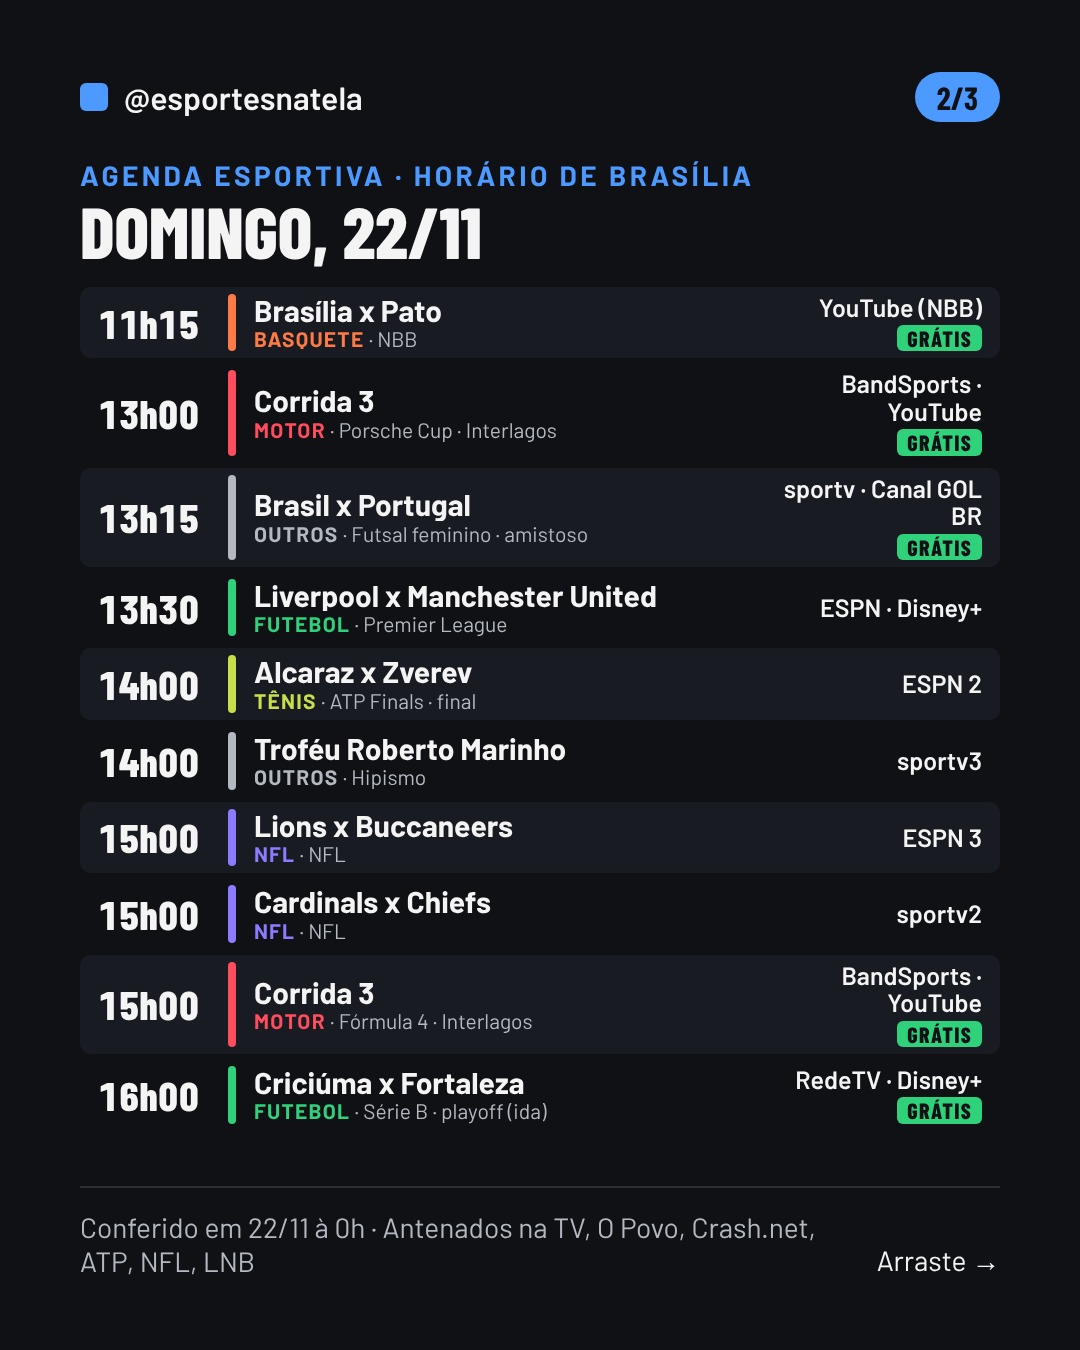 @esportesnatela
2/3
AGENDA ESPORTIVA · HORÁRIO DE BRASÍLIA
DOMINGO, 22/11
11h15
Brasília x Pato
BASQUETE · NBB
YouTube (NBB)
GRÁTIS
13h00
Corrida 3
MOTOR · Porsche Cup · Interlagos
BandSports ·
YouTube
GRÁTIS
13h15
Brasil x Portugal
OUTROS · Futsal feminino · amistoso
sportv · Canal GOL
BR
GRÁTIS
13h30
Liverpool x Manchester United
FUTEBOL · Premier League
ESPN · Disney+
14h00
Alcaraz x Zverev
TÊNIS · ATP Finals · final
ESPN 2
14h00
Troféu Roberto Marinho
OUTROS · Hipismo
sportv3
15h00
Lions x Buccaneers
NFL · NFL
ESPN 3
15h00
Cardinals x Chiefs
NFL · NFL
sportv2
15h00
Corrida 3
MOTOR · Fórmula 4 · Interlagos
BandSports ·
YouTube
GRÁTIS
16h00
Criciúma x Fortaleza
FUTEBOL · Série B · playoff (ida)
RedeTV · Disney+
GRÁTIS
Conferido em 22/11 à 0h · Antenados na TV, O Povo, Crash.net,
ATP, NFL, LNB
Arraste →